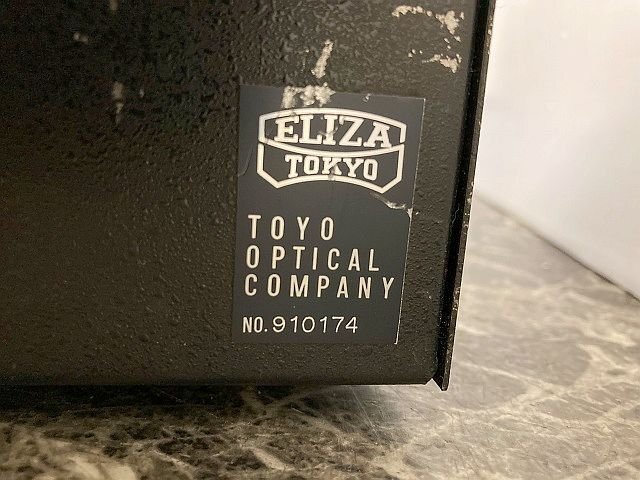 ELIZA
TOKYO
TOYO
OPTICAL
COMPANY
NO. 910174